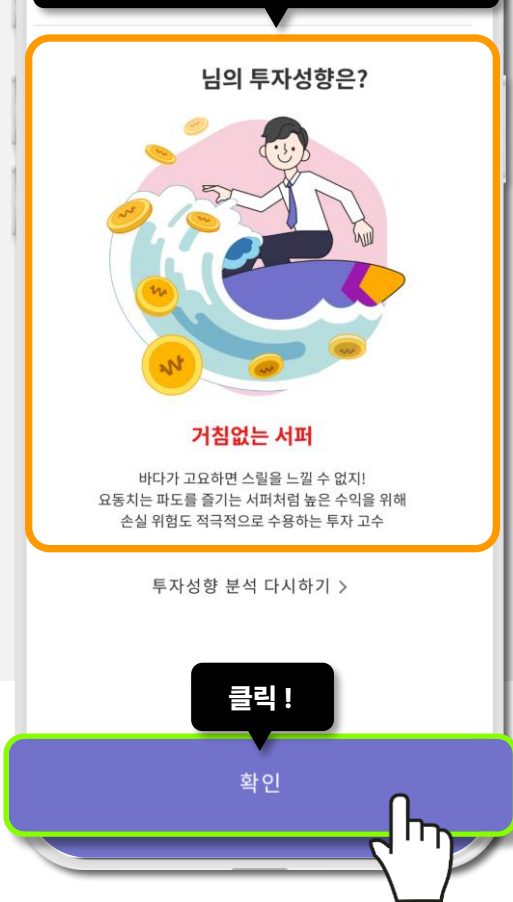 님의 투자성향은?
거침없는 서퍼
바다가 고요하면 스릴을 느낄 수 없지!
요동치는 파도를 즐기는 서퍼처럼 높은 수익을 위해
손실 위험도 적극적으로 수용하는 투자 고수
투자성향 분석 다시하기 >
클릭 !
확인